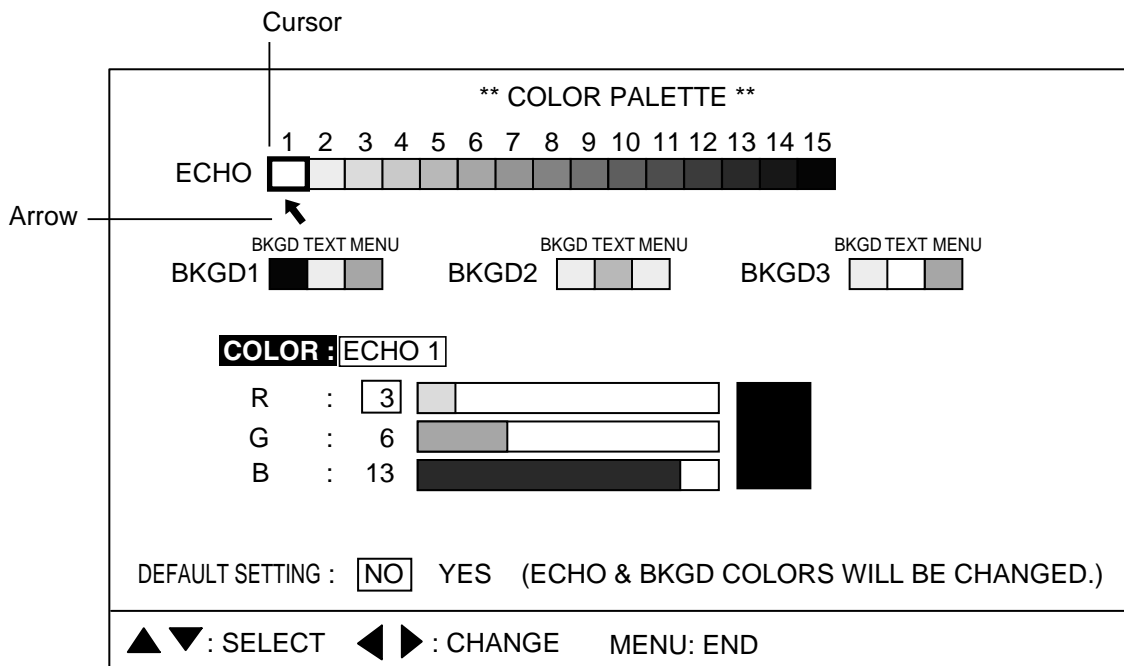 Cursor
** COLOR PALETTE **
1 2 3 4 5 6 7 8 9 10 11 12 13 14 15
ECHO
Arrow
BKGD TEXT MENU BKGD TEXT MENU BKGD TEXT MENU
BKGD1 BKGD2 BKGD3
COLOR : ECHO 1
R : 3
G : 6
B : 13
DEFAULT SETTING : NO YES (ECHO & BKGD COLORS WILL BE CHANGED.)
▲ ▼ : SELECT ◀ ▶ : CHANGE MENU: END